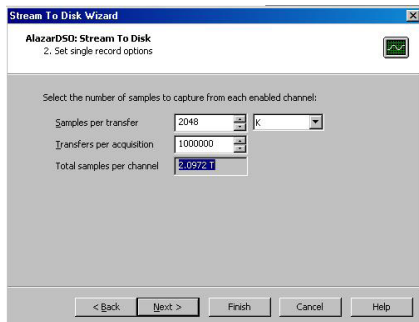 Stream To Disk Wizard
AlazarDSO: Stream To Disk
2. Set single record options
Select the number of samples to capture from each enabled channel:
Samples per transfer 2048 K
Transfers per acquisition 1000000
Total samples per channel 2.0972 T
< Back Next > Finish Cancel Help